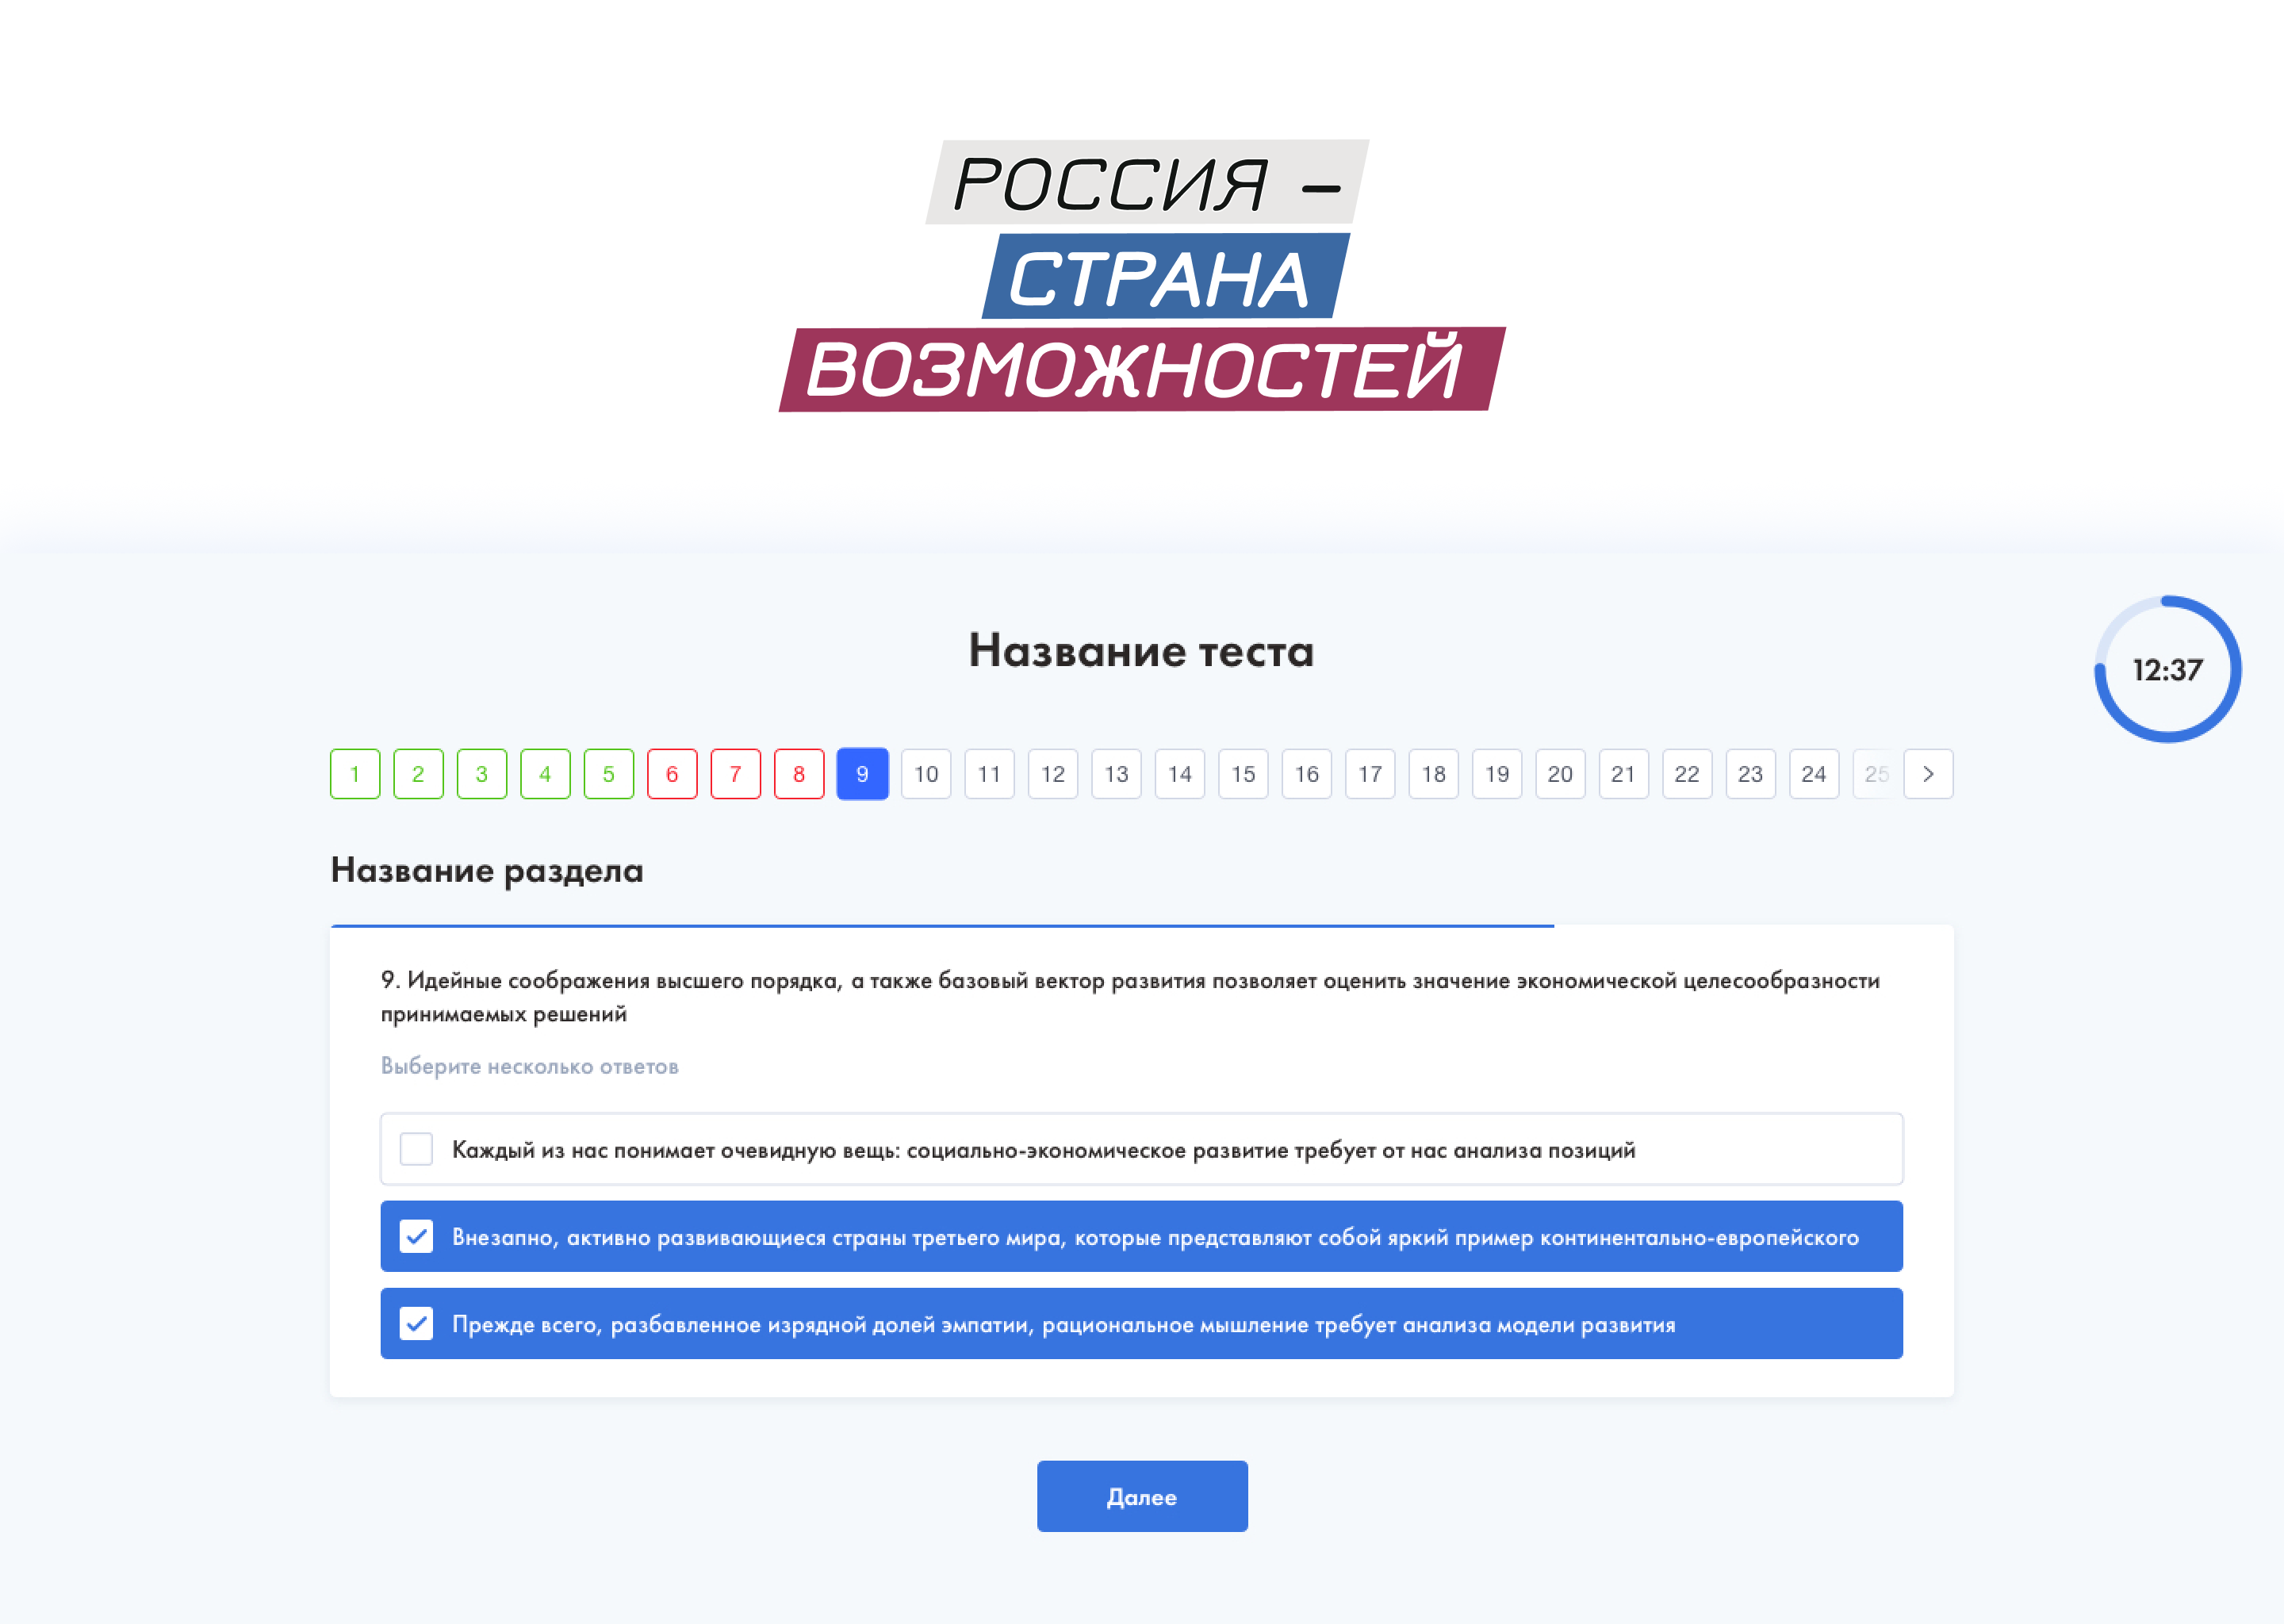 РОССИЯ –
СТРАНА
ВОЗМОЖНОСТЕЙ
Название теста
12:37
1 2 3 4 5 6 7 8 9 10 11 12 13 14 15 16 17 18 19 20 21 22 23 24 25 >
Название раздела
9. Идейные соображения высшего порядка, а также базовый вектор развития позволяет оценить значение экономической целесообразности
принимаемых решений
Выберите несколько ответов
Каждый из нас понимает очевидную вещь: социально-экономическое развитие требует от нас анализа позиций
Внезапно, активно развивающиеся страны третьего мира, которые представляют собой яркий пример континентально-европейского
Прежде всего, разбавленное изрядной долей эмпатии, рациональное мышление требует анализа модели развития
Далее